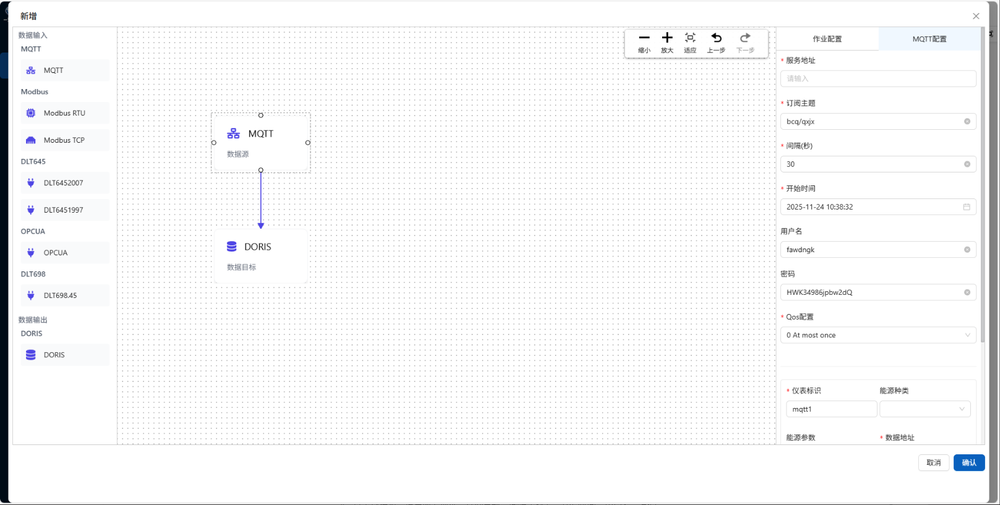 新增
数据输入
MQTT
MQTT
Modbus
Modbus RTU
Modbus TCP
DLT645
DLT6452007
DLT6451997
OPCUA
OPCUA
DLT698
DLT698.45
数据输出
DORIS
DORIS
缩小 放大 适应 上一步 下一步
MQTT
数据源
DORIS
数据目标
作业配置 MQTT配置
* 服务地址
请输入
* 订阅主题
bcq/qxjx
* 间隔(秒)
30
* 开始时间
2025-11-24 10:38:32
用户名
fawdngk
密码
HWK34986jpbw2dQ
* Qos配置
0 At most once
* 仪表标识 能源种类
mqtt1
能源参数 * 数据地址
取消 确认